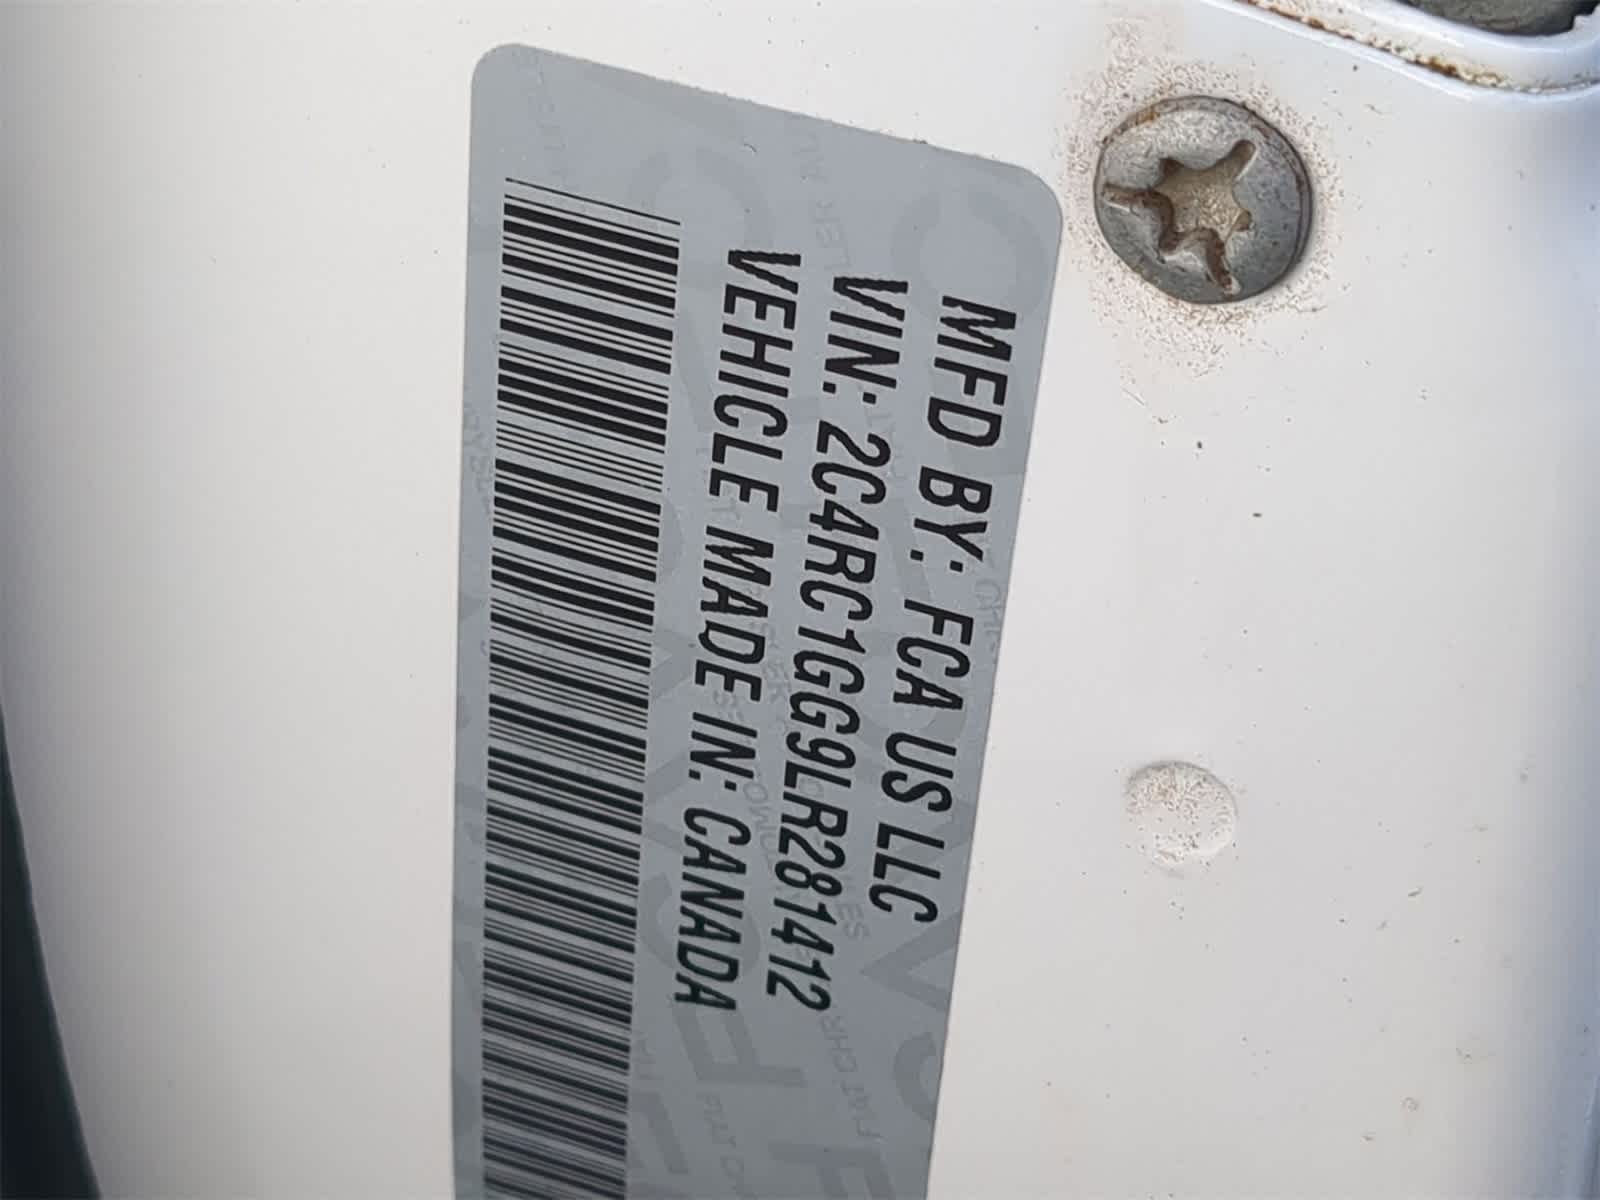 MFD BY: FCA US LLC
VIN: 2C4RC1GG9LR281412
VEHICLE MADE IN: CANADA